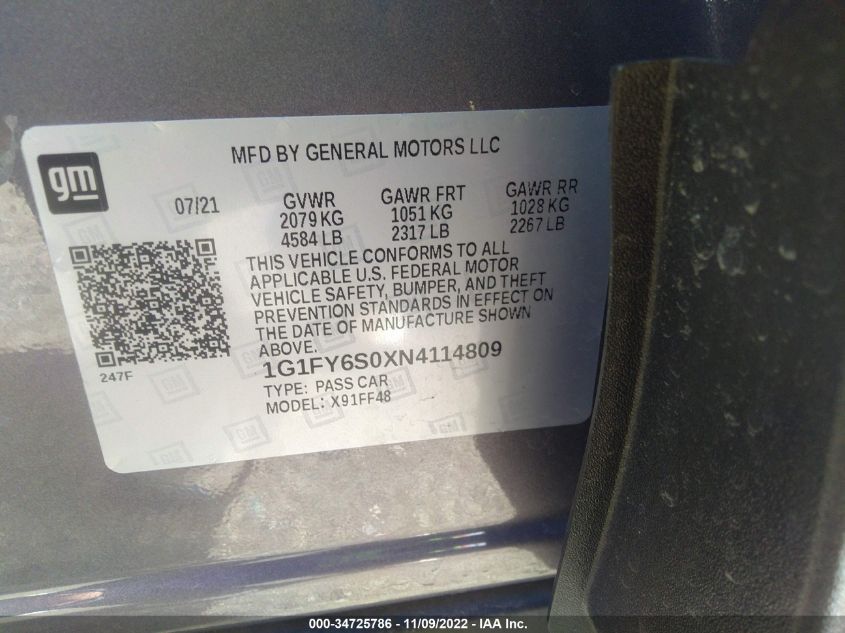 MFD BY GENERAL MOTORS LLC
gm
07/21
GVWR
2079 KG
4584 LB
GAWR FRT
1051 KG
2317 LB
GAWR RR
1028 KG
2267 LB
THIS VEHICLE CONFORMS TO ALL
APPLICABLE U.S. FEDERAL MOTOR
VEHICLE SAFETY, BUMPER, AND THEFT
PREVENTION STANDARDS IN EFFECT ON
THE DATE OF MANUFACTURE SHOWN
ABOVE.
247F
1G1FY6S0XN4114809
TYPE: PASS CAR
MODEL: X91FF48
000-34725786 - 11/09/2022 - IAA Inc.